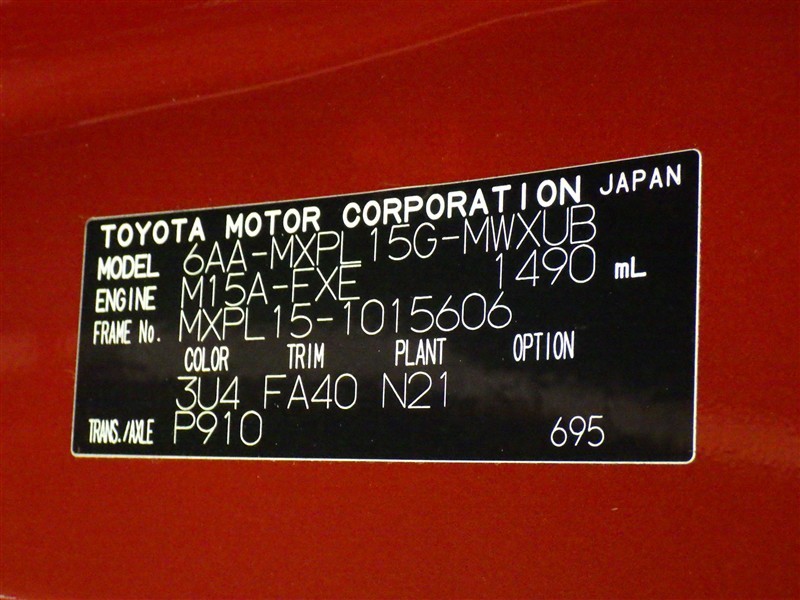 TOYOTA MOTOR CORPORATION JAPAN
MODEL 6AA-MXPL15G-MWXUB
ENGINE M15A-FXE 1490 mL
FRAME No. MXPL15-1015606
COLOR TRIM PLANT OPTION
3U4 FA40 N21
TRANS./AXLE P910 695